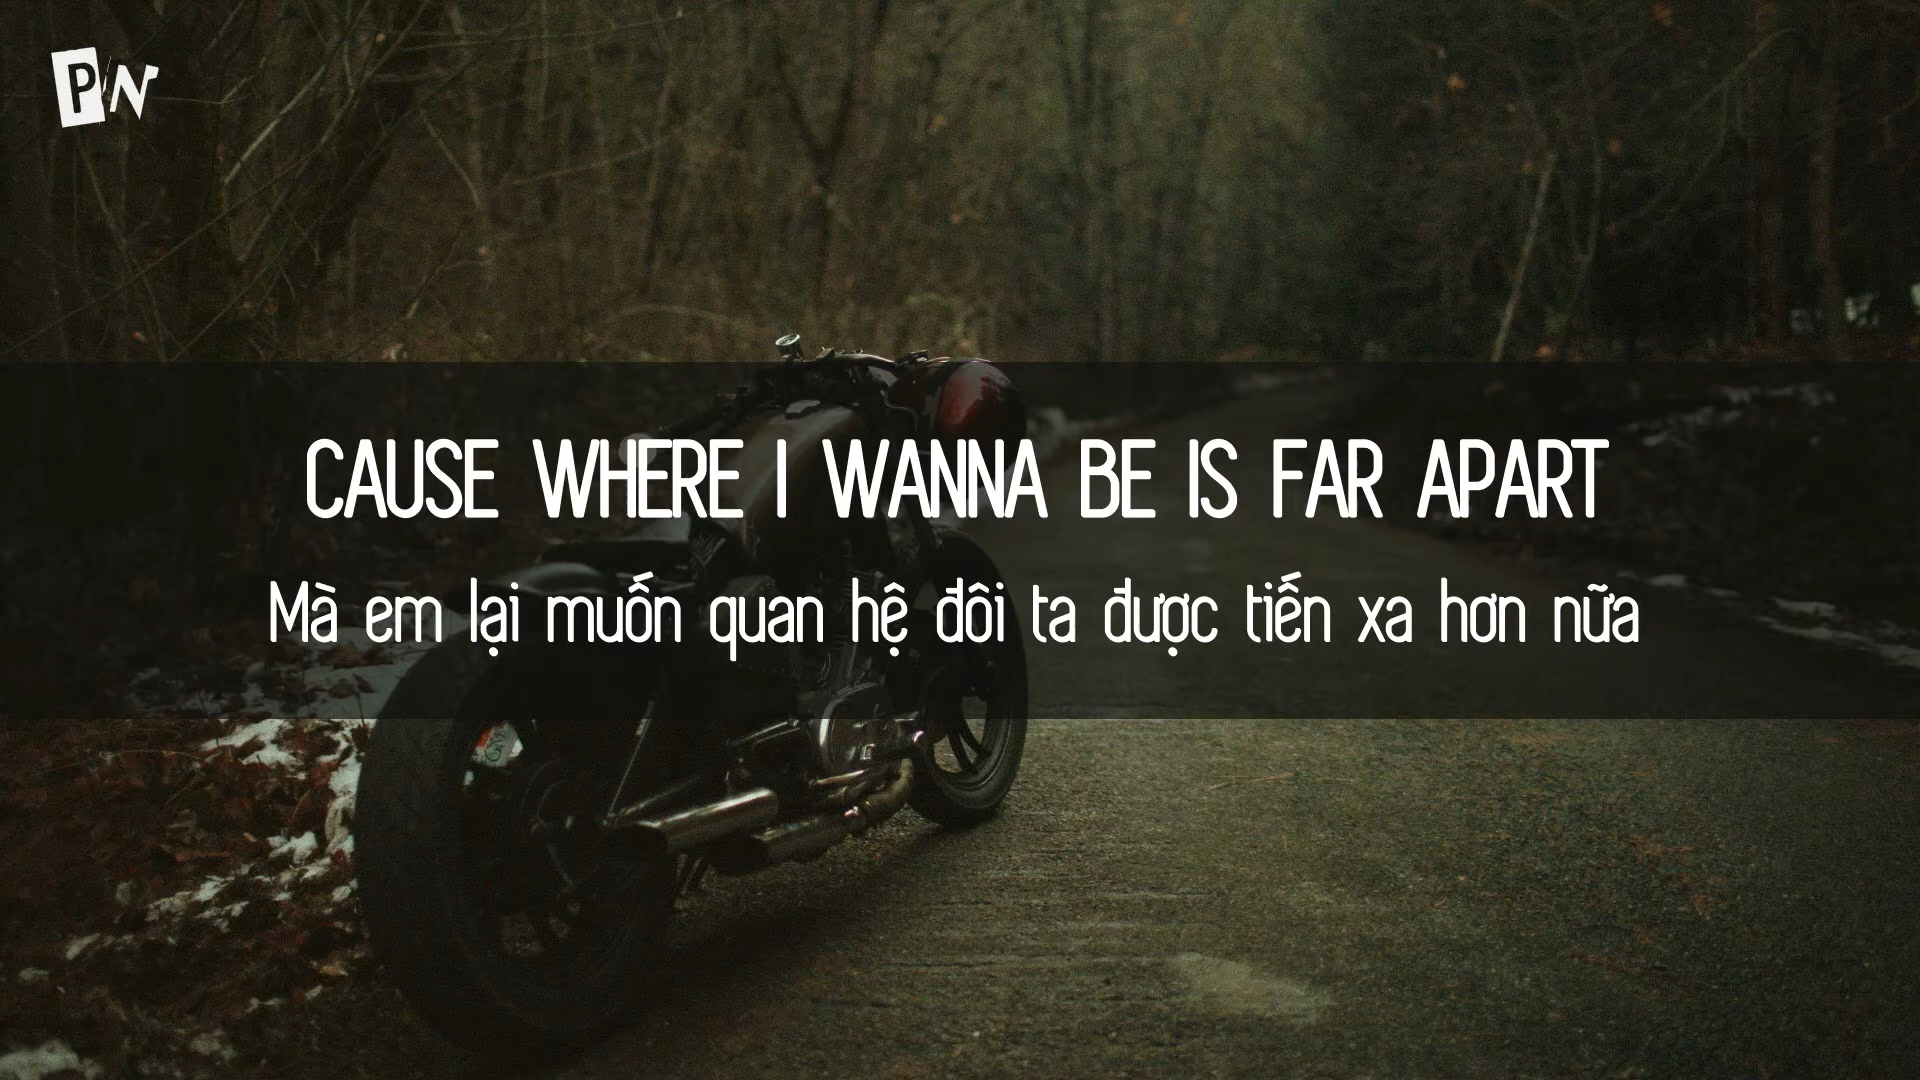 PN
CAUSE WHERE I WANNA BE IS FAR APART
Mà em lại muốn quan hệ đôi ta được tiến xa hơn nữa